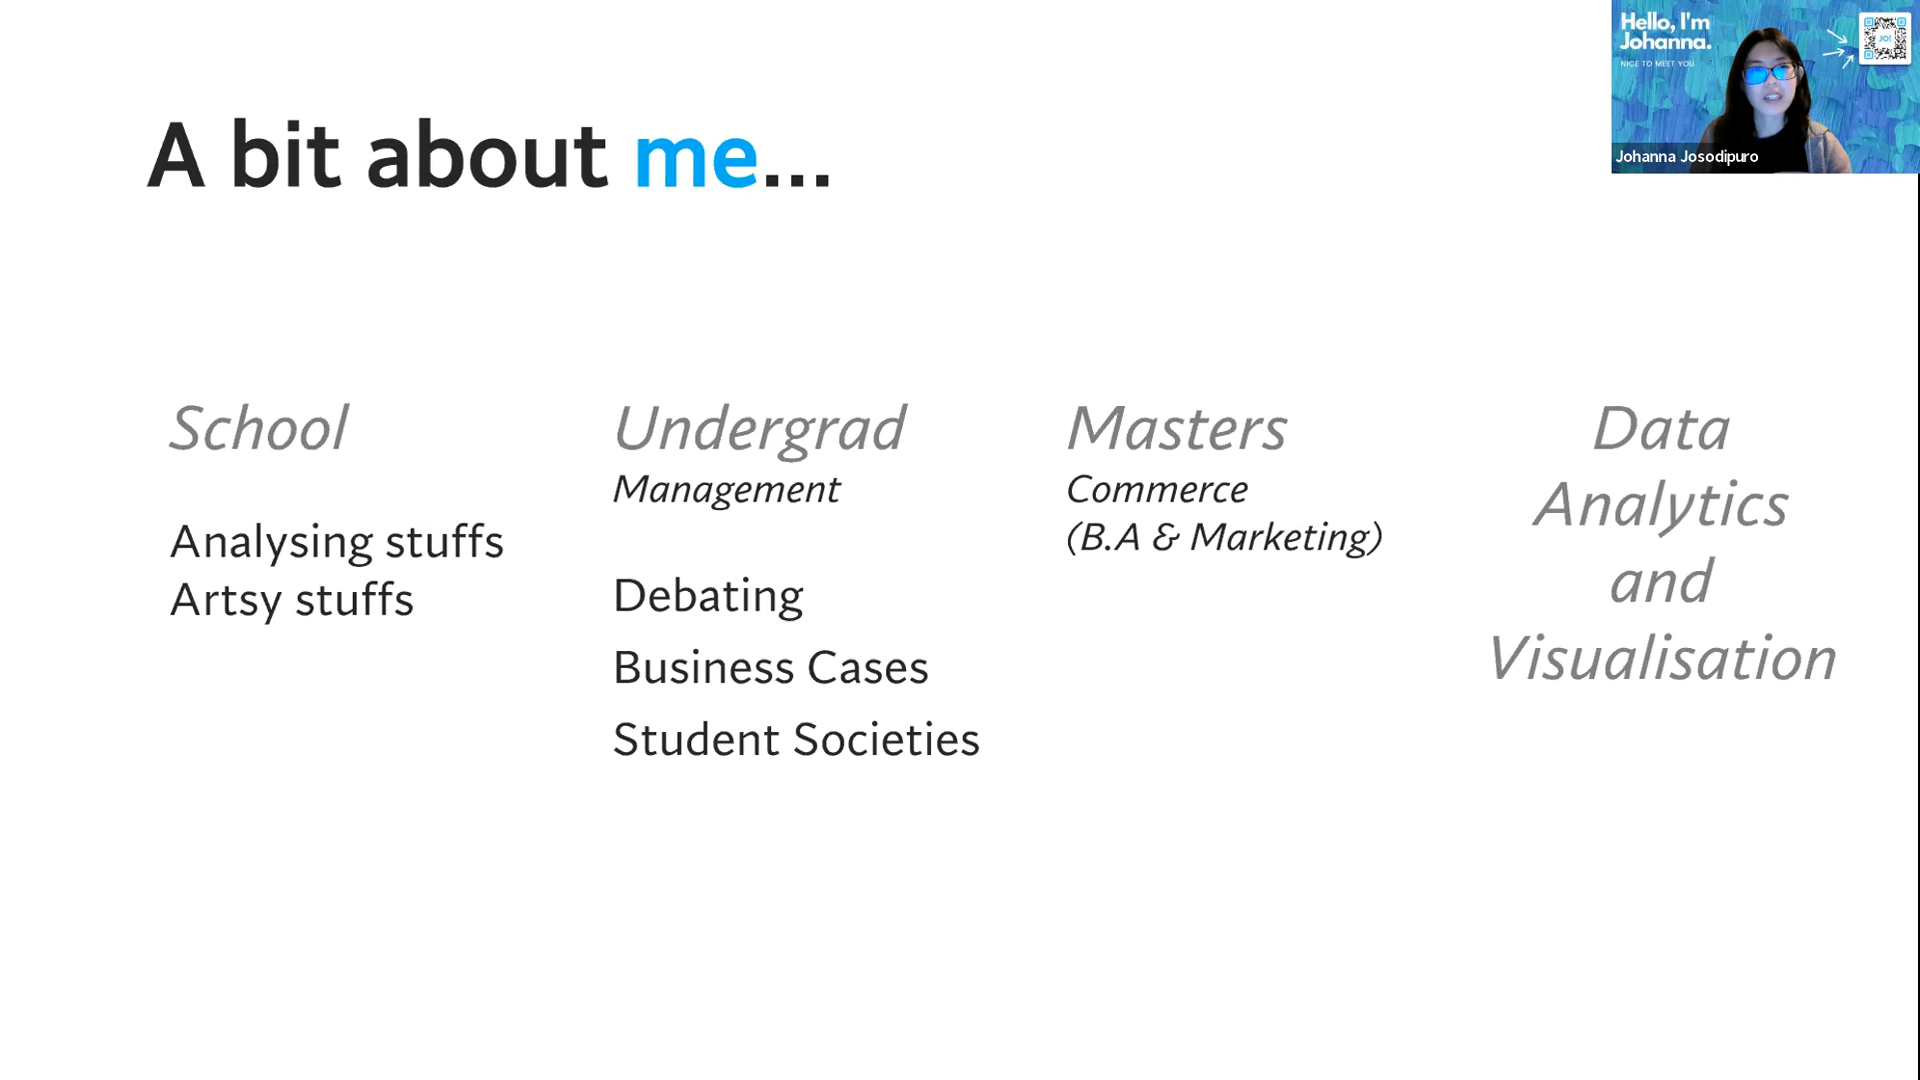 Hello, I'm
Johanna.
NICE TO MEET YOU.
JO!
Johanna Josodipuro
A bit about me...
School
Analysing stuffs
Artsy stuffs
Undergrad
Management
Debating
Business Cases
Student Societies
Masters
Commerce
(B.A & Marketing)
Data
Analytics
and
Visualisation